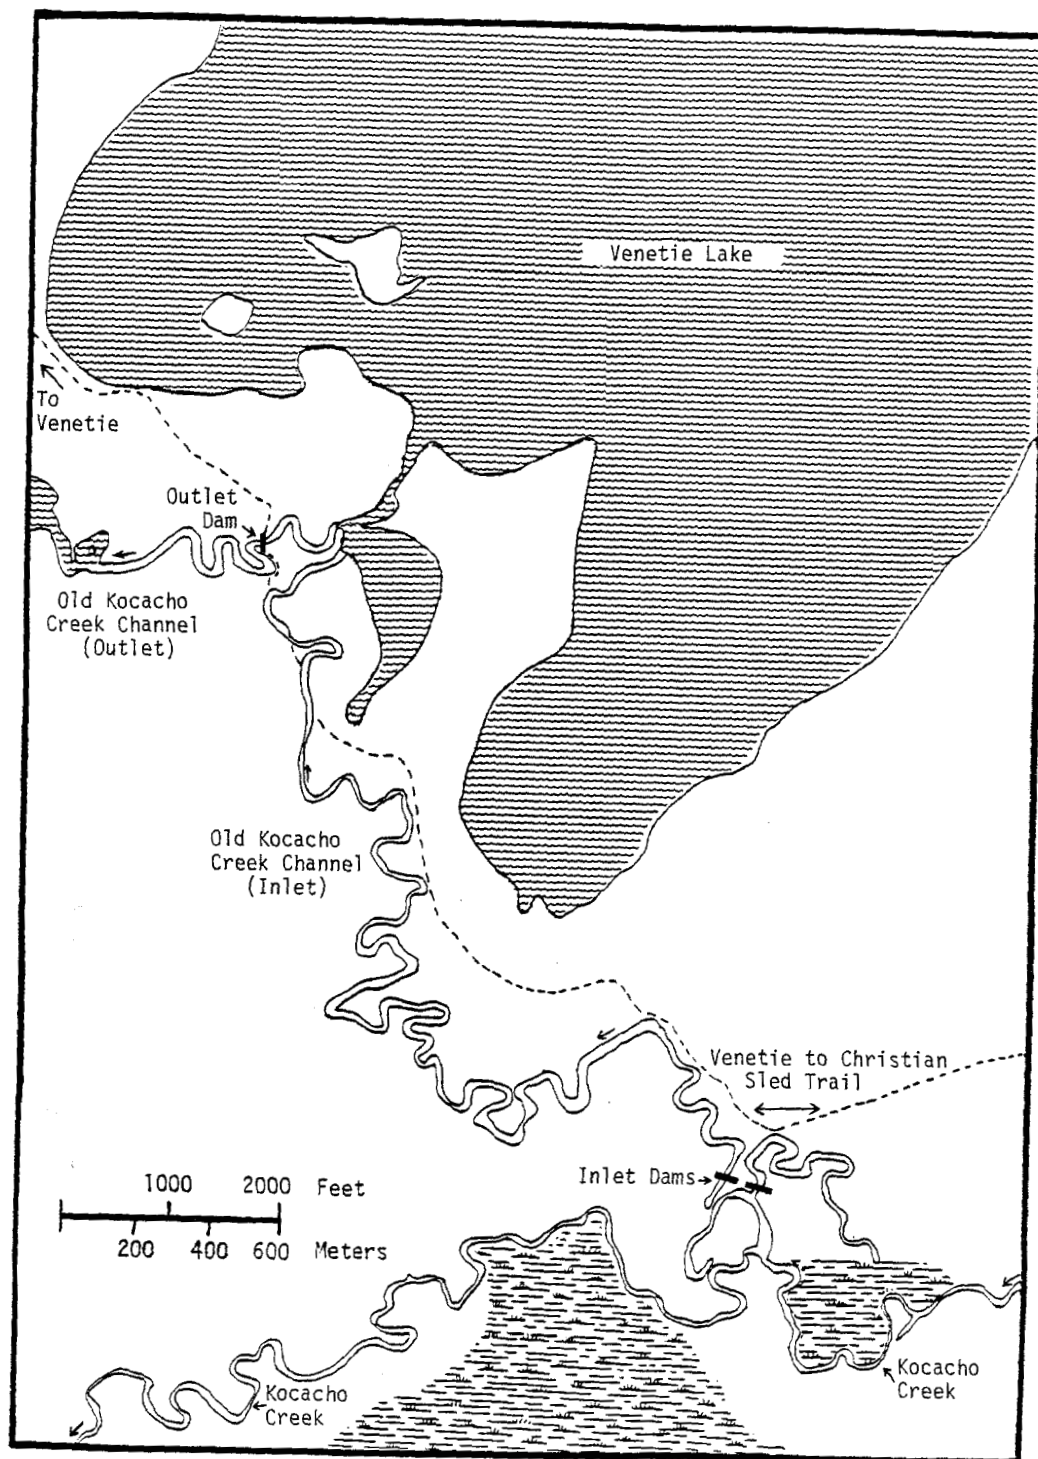 Venetie Lake
To
Venetie
Outlet
Dam
Old Kocacho
Creek Channel
(Outlet)
Old Kocacho
Creek Channel
(Inlet)
Venetie to Christian
Sled Trail
Inlet Dams
1000 2000 Feet
200 400 600 Meters
Kocacho
Creek
Kocacho
Creek